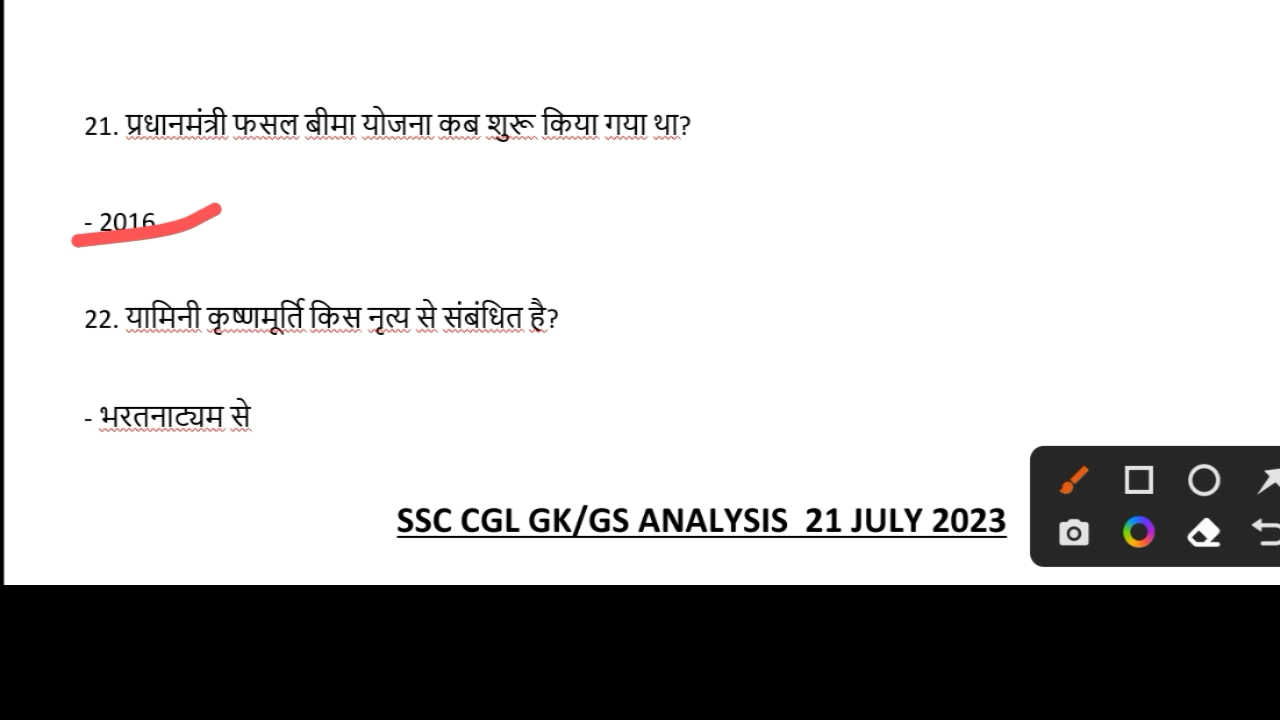 21. प्रधानमंत्री फसल बीमा योजना कब शुरू किया गया था?
- 2016
22. यामिनी कृष्णमूर्ति किस नृत्य से संबंधित है?
- भरतनाट्यम से
SSC CGL GK/GS ANALYSIS 21 JULY 2023